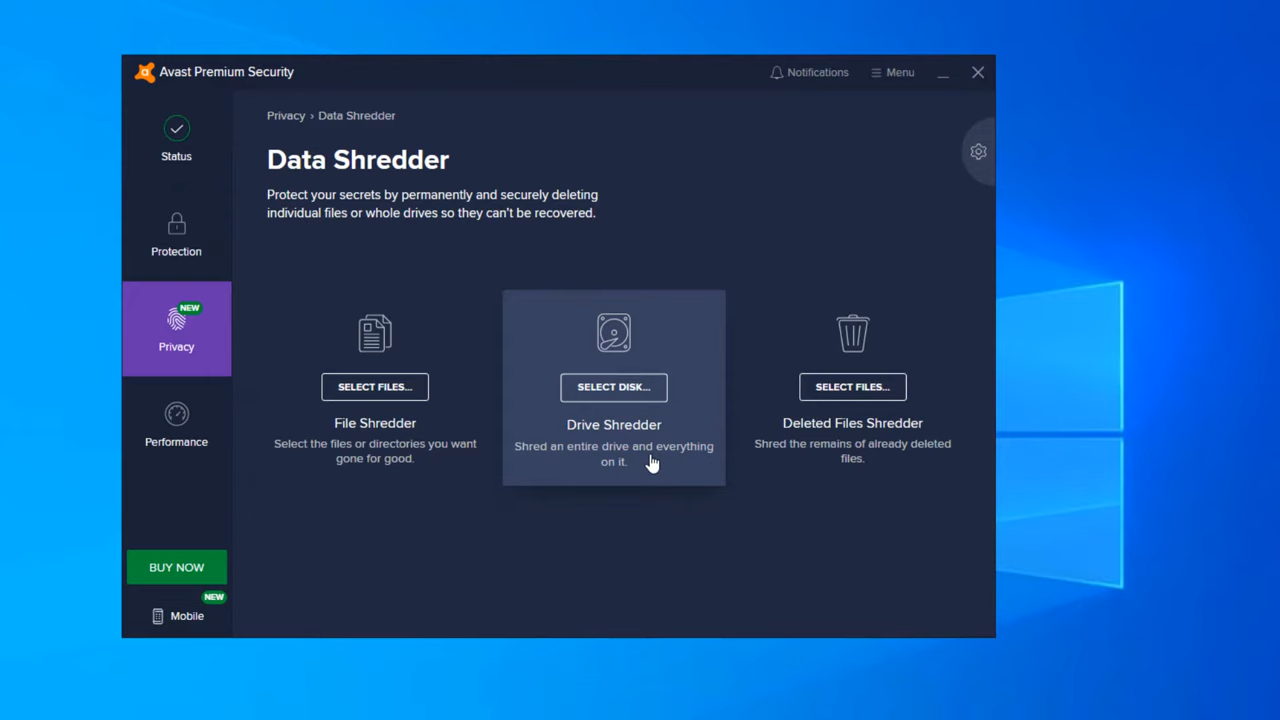 Avast Premium Security
Notifications
Menu
Status
Protection
NEW
Privacy
Performance
BUY NOW
NEW
Mobile
Privacy › Data Shredder
Data Shredder
Protect your secrets by permanently and securely deleting
individual files or whole drives so they can't be recovered.
SELECT FILES...
File Shredder
Select the files or directories you want
gone for good.
SELECT DISK...
Drive Shredder
Shred an entire drive and everything
on it.
SELECT FILES...
Deleted Files Shredder
Shred the remains of already deleted
files.